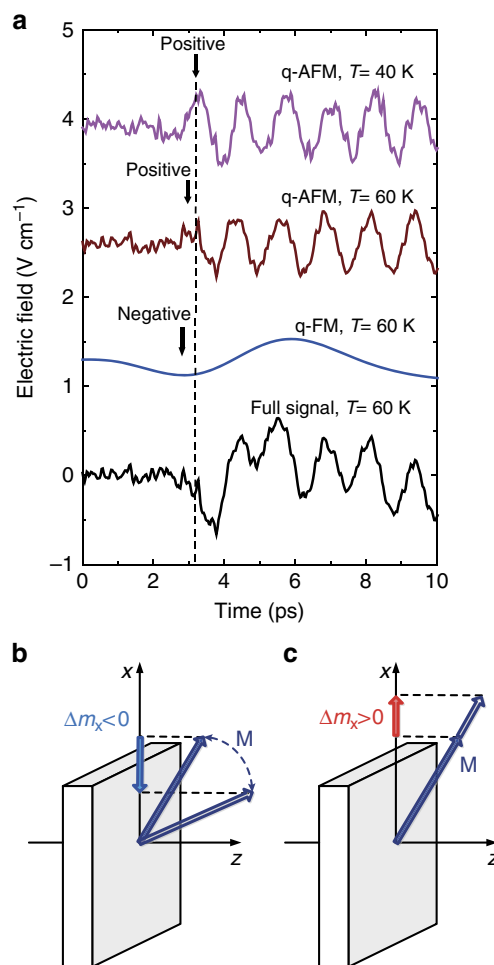 a
5
4
3
2
1
0
−1
Electric field (V cm⁻¹)
Positive
q-AFM, T= 40 K
Positive
q-AFM, T= 60 K
Negative
q-FM, T= 60 K
Full signal, T= 60 K
0 2 4 6 8 10
Time (ps)
b
x
Δmₓ<0
M
z
c
x
Δmₓ>0
M
z